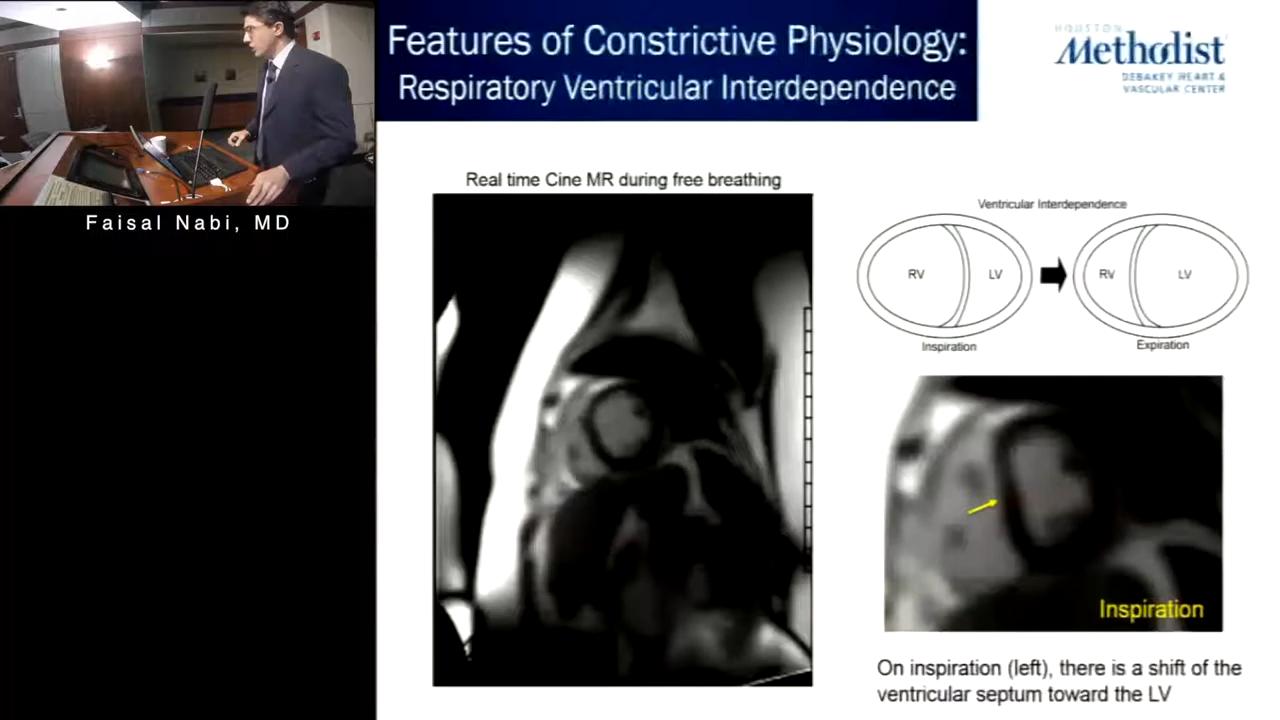 Features of Constrictive Physiology:
Respiratory Ventricular Interdependence
HOUSTON
Methodist
DEBAKEY HEART &
VASCULAR CENTER
Faisal Nabi, MD
Real time Cine MR during free breathing
Ventricular Interdependence
RV
LV
RV
LV
Inspiration
Expiration
Inspiration
On inspiration (left), there is a shift of the
ventricular septum toward the LV